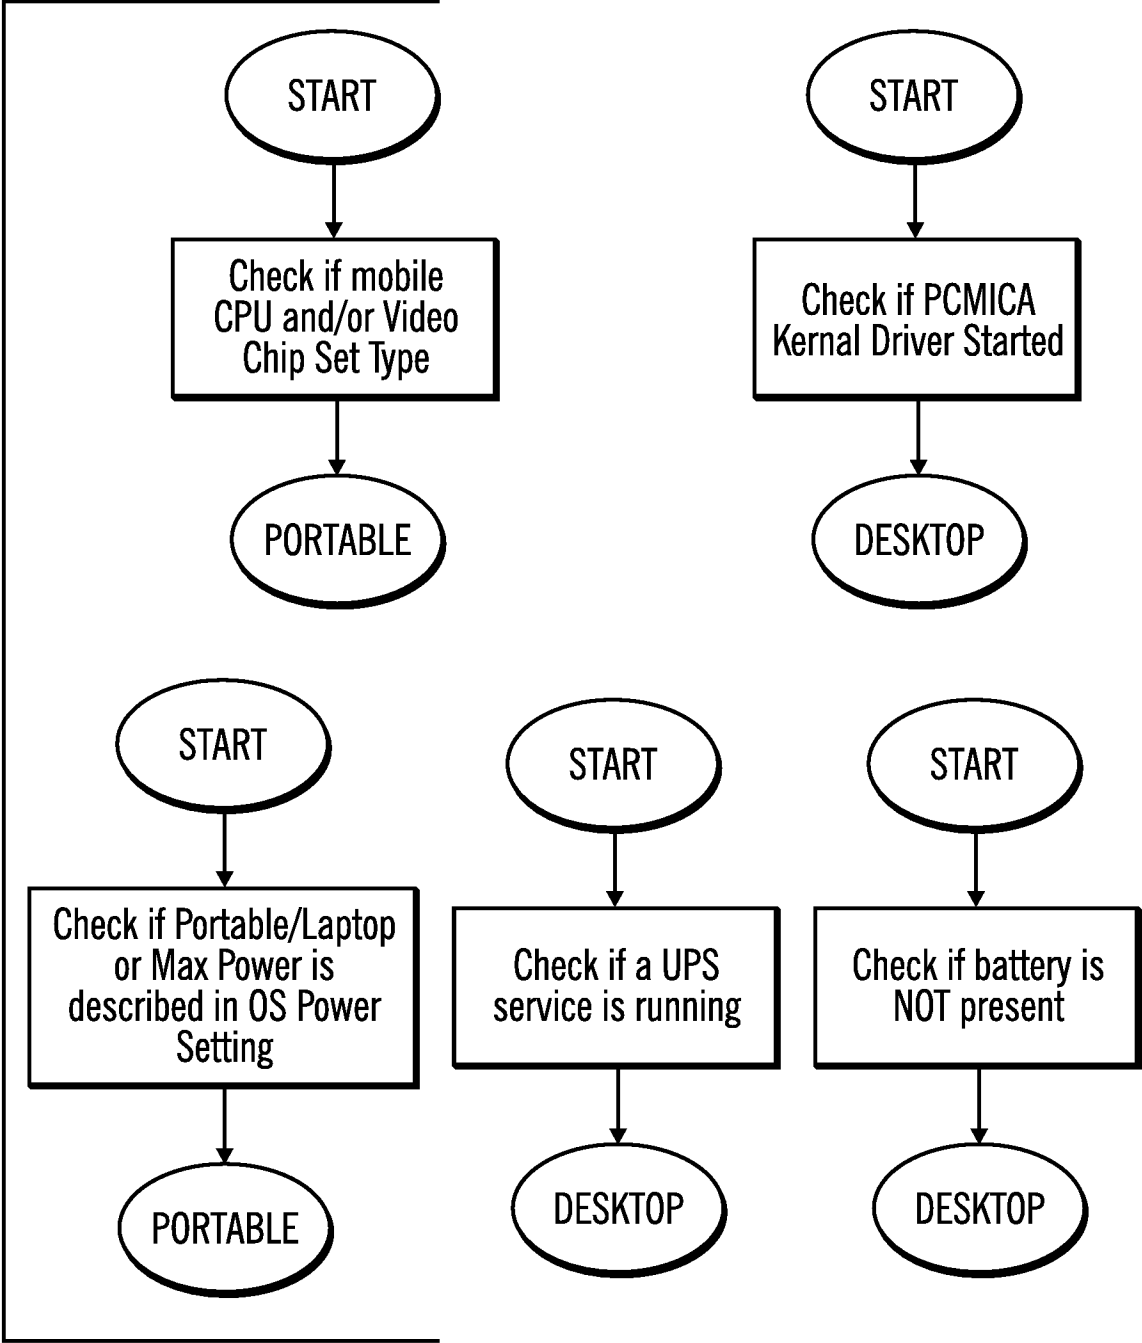 START
Check if mobile
CPU and/or Video
Chip Set Type
PORTABLE
START
Check if PCMICA
Kernal Driver Started
DESKTOP
START
Check if Portable/Laptop
or Max Power is
described in OS Power
Setting
PORTABLE
START
Check if a UPS
service is running
DESKTOP
START
Check if battery is
NOT present
DESKTOP